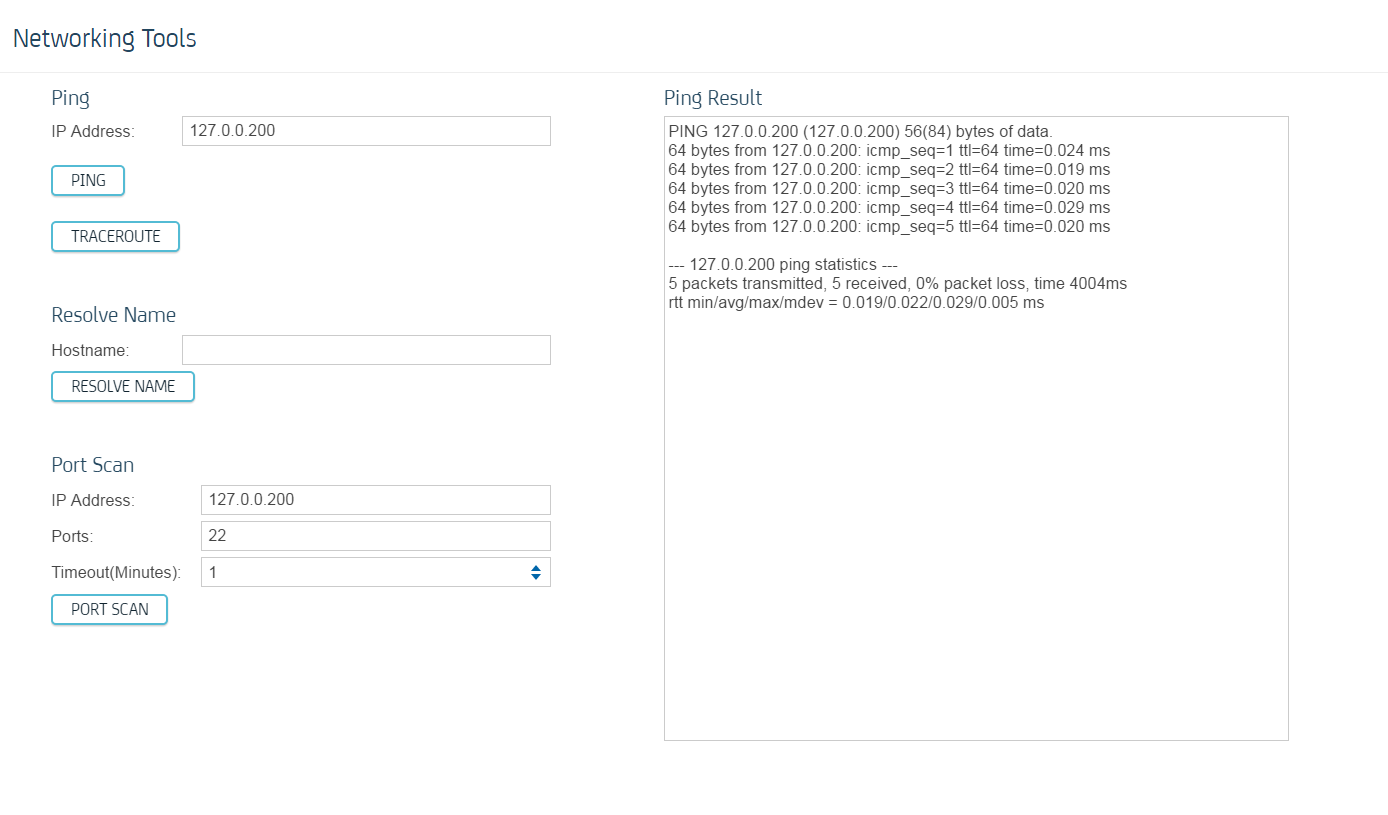 Networking Tools
Ping
IP Address: 127.0.0.200
PING
TRACEROUTE
Resolve Name
Hostname:
RESOLVE NAME
Port Scan
IP Address: 127.0.0.200
Ports: 22
Timeout(Minutes): 1
PORT SCAN
Ping Result
PING 127.0.0.200 (127.0.0.200) 56(84) bytes of data.
64 bytes from 127.0.0.200: icmp_seq=1 ttl=64 time=0.024 ms
64 bytes from 127.0.0.200: icmp_seq=2 ttl=64 time=0.019 ms
64 bytes from 127.0.0.200: icmp_seq=3 ttl=64 time=0.020 ms
64 bytes from 127.0.0.200: icmp_seq=4 ttl=64 time=0.029 ms
64 bytes from 127.0.0.200: icmp_seq=5 ttl=64 time=0.020 ms
--- 127.0.0.200 ping statistics ---
5 packets transmitted, 5 received, 0% packet loss, time 4004ms
rtt min/avg/max/mdev = 0.019/0.022/0.029/0.005 ms